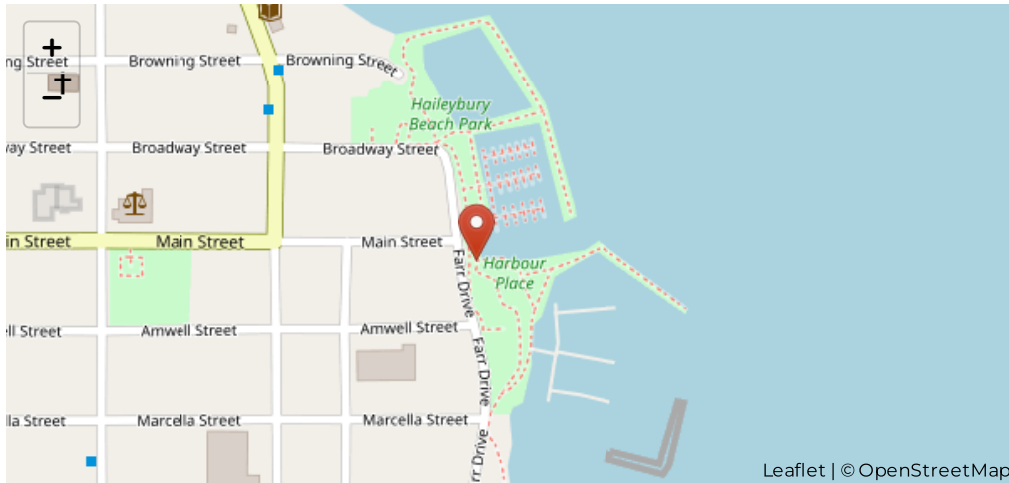 +
−
ng Street
Browning Street
Browning Street
Haileybury
Beach Park
way Street
Broadway Street
Broadway Street
in Street
Main Street
Main Street
Farr Drive
Harbour
Place
ell Street
Amwell Street
Amwell Street
Farr Drive
lla Street
Marcella Street
Marcella Street
rr Drive
Leaflet | © OpenStreetMap